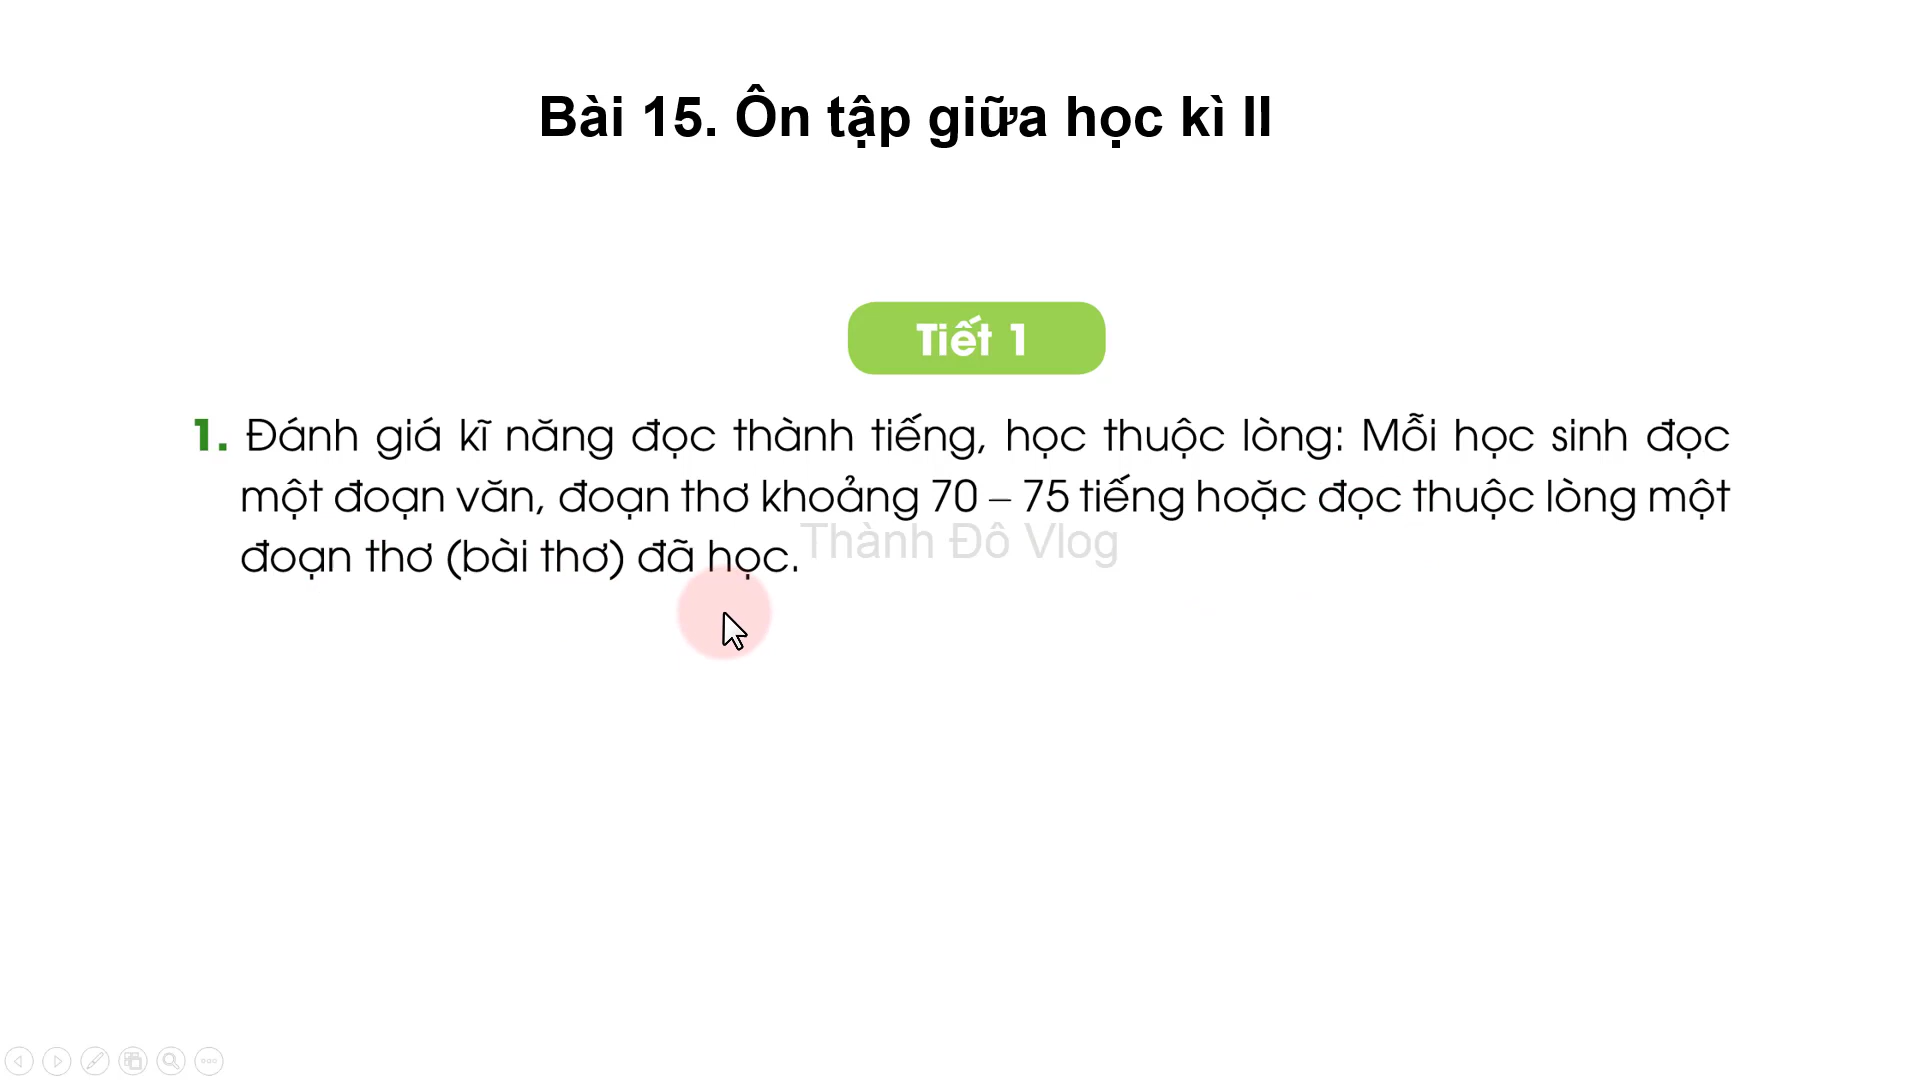 Bài 15. Ôn tập giữa học kì II
Tiết 1
1. Đánh giá kĩ năng đọc thành tiếng, học thuộc lòng: Mỗi học sinh đọc
một đoạn văn, đoạn thơ khoảng 70 – 75 tiếng hoặc đọc thuộc lòng một
đoạn thơ (bài thơ) đã học.
Thành Đô Vlog